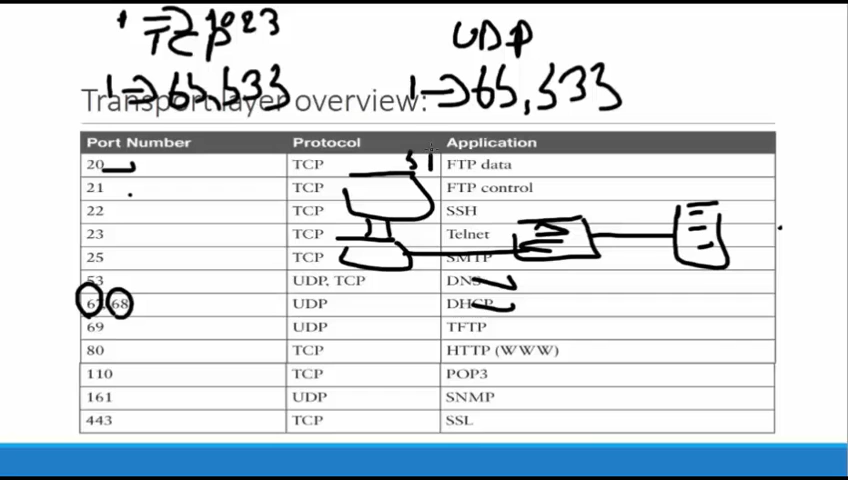 1 => 1023
TCP UDP
1 => 65,533 1 => 65,533
Transport layer overview:
Port Number Protocol Application
20 TCP FTP data
21 TCP FTP control
22 TCP SSH
23 TCP Telnet
25 TCP SMTP
53 UDP, TCP DNS
67, 68 UDP DHCP
69 UDP TFTP
80 TCP HTTP (WWW)
110 TCP POP3
161 UDP SNMP
443 TCP SSL